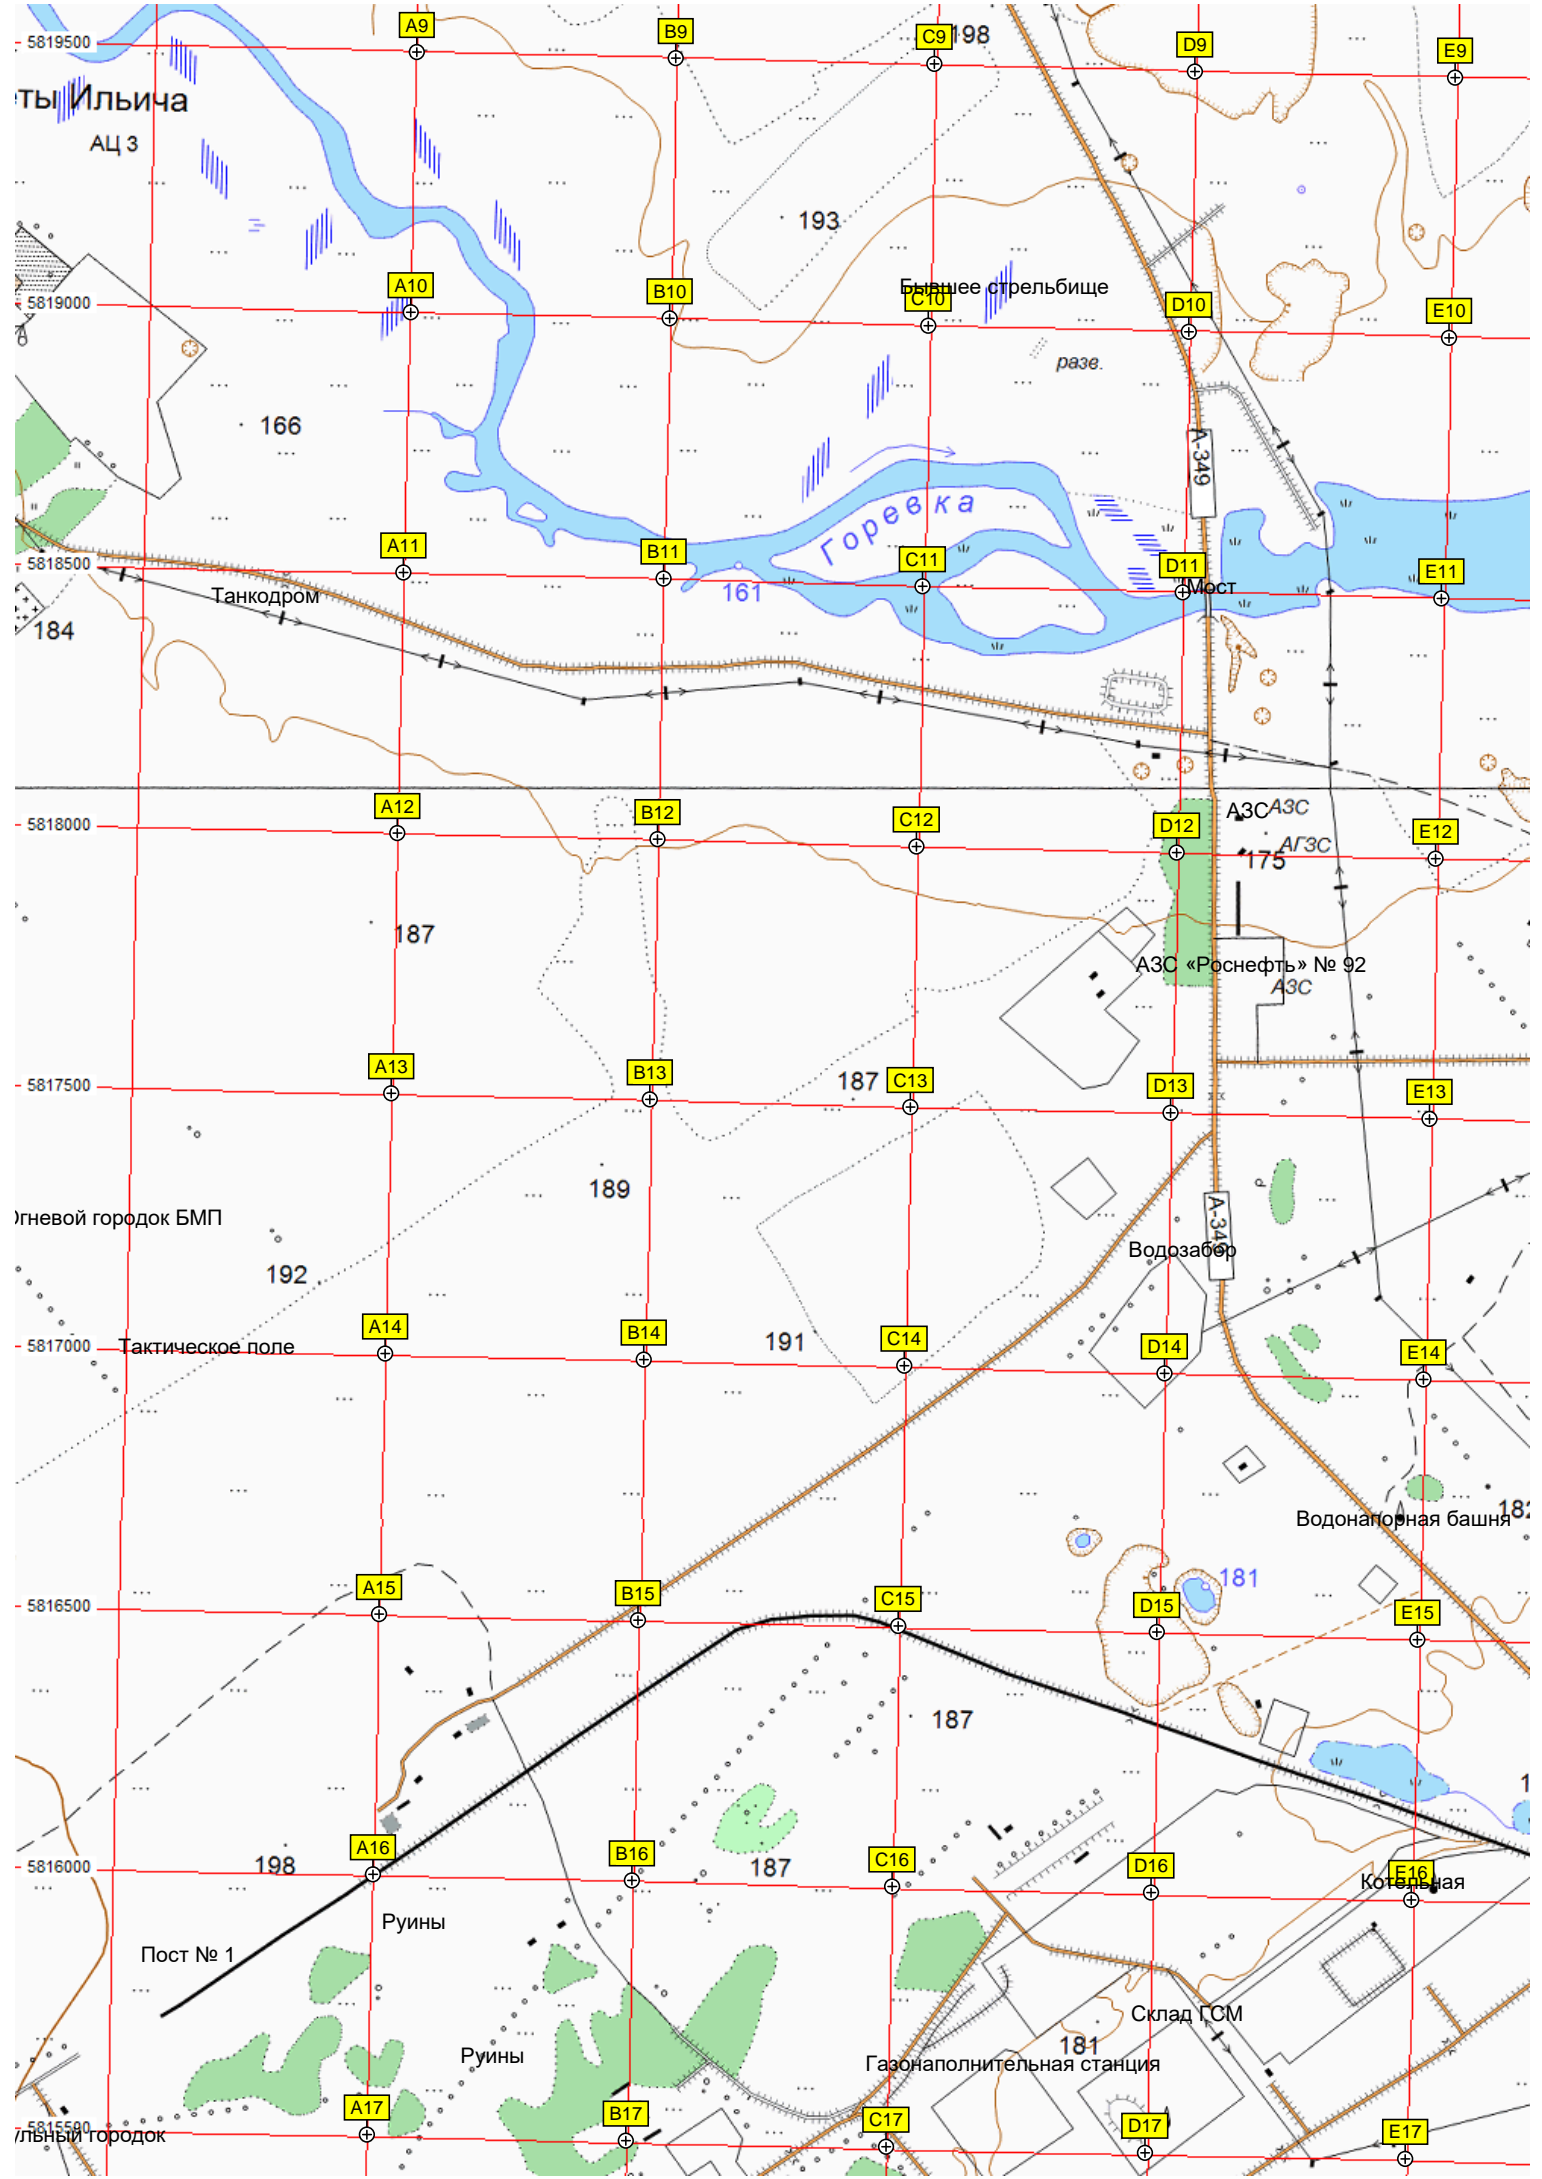 A9
B9
C9
198
D9
E9
5819500
ты Ильича
АЦ 3
193
A10
B10
Бывшее стрельбище
C10
D10
E10
5819000
разв.
166
А-349
Горевка
A11
B11
C11
D11
E11
5818500
161
Мост
Танкодром
184
A12
B12
C12
D12
E12
АЗС
АЗС
5818000
АГЗС
175
187
АЗС «Роснефть» № 92
АЗС
A13
B13
C13
D13
E13
5817500
187
189
Огневой городок БМП
А-349
Водозабор
192
A14
B14
C14
D14
E14
5817000
Тактическое поле
191
Водонапорная башня
182
A15
B15
C15
D15
E15
181
5816500
187
1
A16
B16
C16
D16
E16
5816000
198
187
Котельная
Руины
Пост № 1
Склад ГСМ
Руины
181
Газонаполнительная станция
A17
B17
C17
D17
E17
5815500
ульный городок